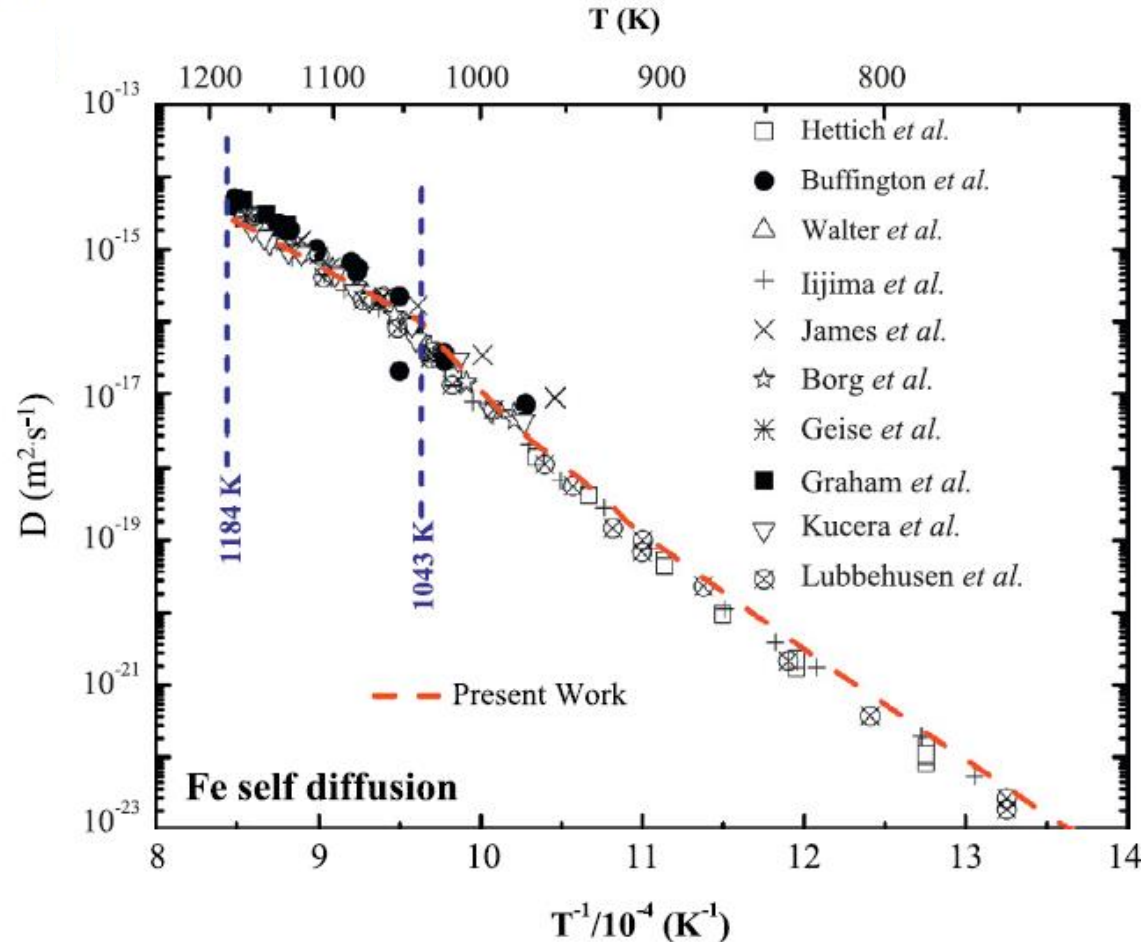 T (K)
1200 1100 1000 900 800
10⁻¹³
10⁻¹⁵
10⁻¹⁷
10⁻¹⁹
10⁻²¹
10⁻²³
D (m²·s⁻¹)
1184 K
1043 K
Hettich et al.
Buffington et al.
Walter et al.
Iijima et al.
James et al.
Borg et al.
Geise et al.
Graham et al.
Kucera et al.
Lubbehusen et al.
Present Work
Fe self diffusion
8 9 10 11 12 13 14
T⁻¹/10⁻⁴ (K⁻¹)